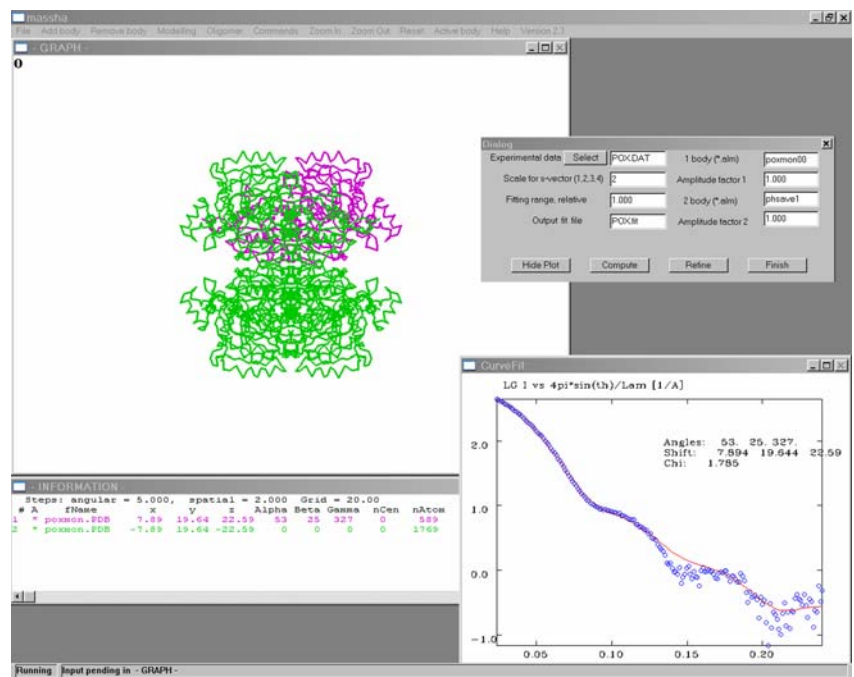 massha
File Add body Remove body Modelling Oligomer Commands Zoom In Zoom Out Reset Active body Help Version 2.3
- GRAPH -
0
Dialog
Experimental data Select POX.DAT 1 body (*.alm) poxmon00
Scale for s-vector (1,2,3,4) 2 Amplitude factor 1 1.000
Fitting range, relative 1.000 2 body (*.alm) phsave1
Output fit file POX.fit Amplitude factor 2 1.000
Hide Plot Compute Refine Finish
CurveFit
LG I vs 4pi*sin(th)/Lam [1/A]
Angles: 53. 25. 327.
Shift: 7.894 19.644 22.59
Chi: 1.785
2.0
1.0
0.0
-1.0
0.05 0.10 0.15 0.20
- INFORMATION -
Steps: angular = 5.000, spatial = 2.000 Grid = 20.00
# A fName x y z Alpha Beta Gamma nCen nAtom
1 * poxmon.PDB 7.89 19.64 22.59 53 25 327 0 589
2 * poxmon.PDB -7.89 19.64 -22.59 0 0 0 0 1769
Running Input pending in - GRAPH -